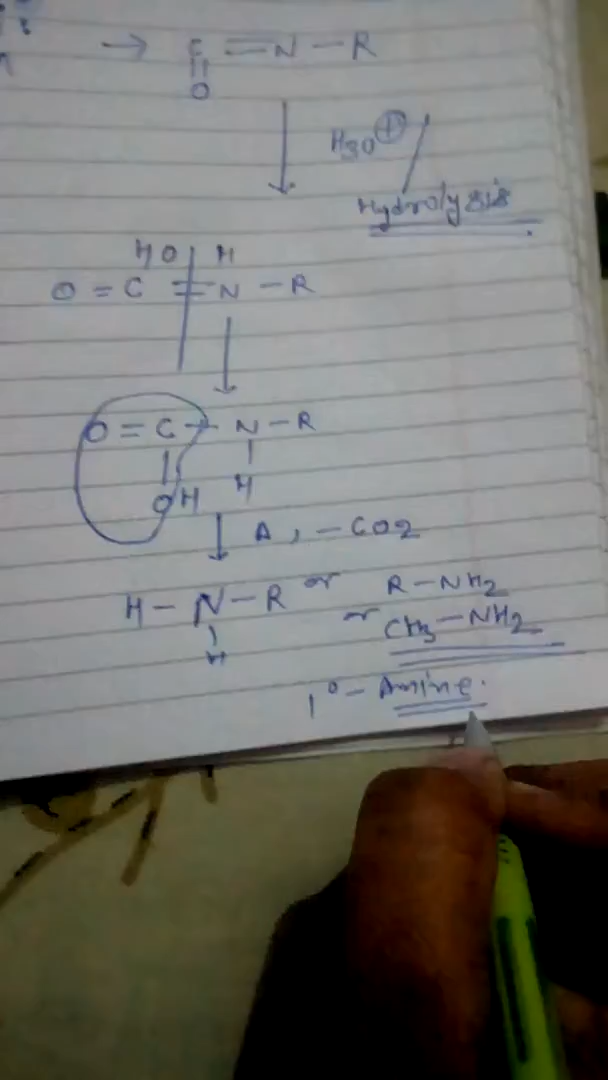 → C = N - R
||
O
H3O⊕
Hydrolysis
HO H
O = C = N - R
O = C - N - R
OH H
Δ, - CO2
H - N - R or R - NH2
H or CH3 - NH2
1° - Amine.